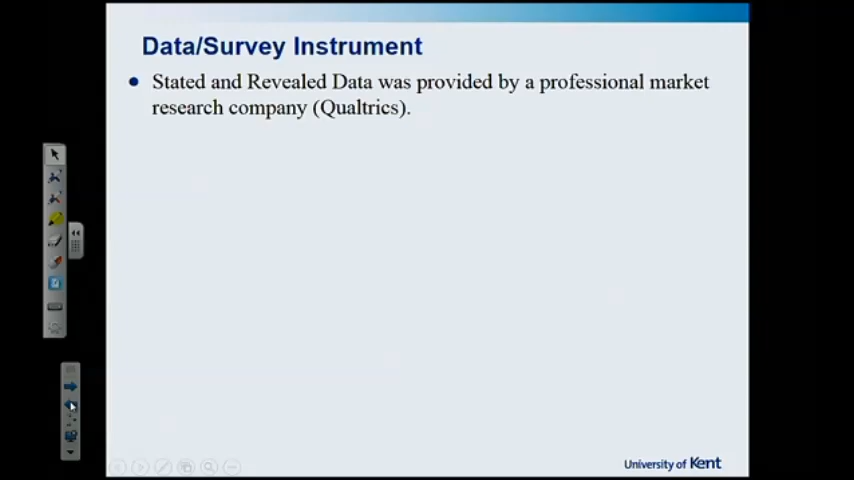 Data/Survey Instrument
● Stated and Revealed Data was provided by a professional market
research company (Qualtrics).
University of Kent